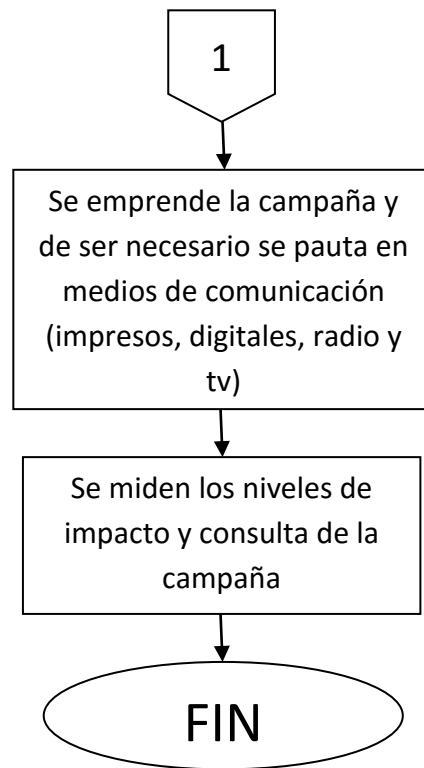 1
Se emprende la campaña y
de ser necesario se pauta en
medios de comunicación
(impresos, digitales, radio y
tv)
Se miden los niveles de
impacto y consulta de la
campaña
FIN